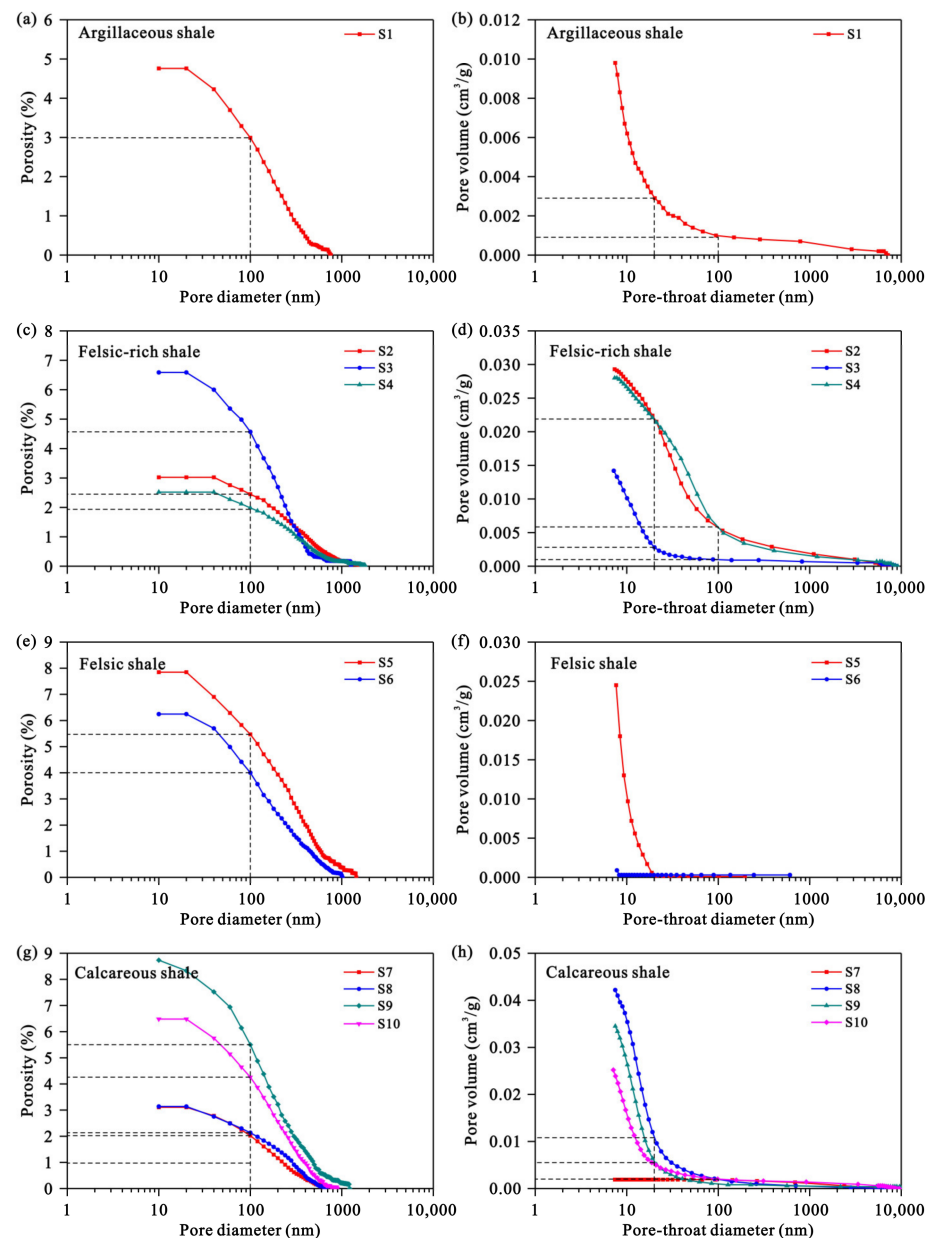 (a)
Argillaceous shale
S1
6
5
4
3
2
1
0
Porosity (%)
1
10
100
1000
10,000
Pore diameter (nm)
(b)
Argillaceous shale
S1
0.012
0.010
0.008
0.006
0.004
0.002
0.000
Pore volume (cm³/g)
1
10
100
1000
10,000
Pore-throat diameter (nm)
(c)
Felsic-rich shale
S2
S3
S4
8
7
6
5
4
3
2
1
0
Porosity (%)
1
10
100
1000
10,000
Pore diameter (nm)
(d)
Felsic-rich shale
S2
S3
S4
0.035
0.030
0.025
0.020
0.015
0.010
0.005
0.000
Pore volume (cm³/g)
1
10
100
1000
10,000
Pore-throat diameter (nm)
(e)
Felsic shale
S5
S6
9
8
7
6
5
4
3
2
1
0
Porosity (%)
1
10
100
1000
10,000
Pore diameter (nm)
(f)
Felsic shale
S5
S6
0.030
0.025
0.020
0.015
0.010
0.005
0.000
Pore volume (cm³/g)
1
10
100
1000
10,000
Pore-throat diameter (nm)
(g)
Calcareous shale
S7
S8
S9
S10
9
8
7
6
5
4
3
2
1
0
Porosity (%)
1
10
100
1000
10,000
Pore diameter (nm)
(h)
Calcareous shale
S7
S8
S9
S10
0.05
0.04
0.03
0.02
0.01
0.00
Pore volume (cm³/g)
1
10
100
1000
10,000
Pore-throat diameter (nm)